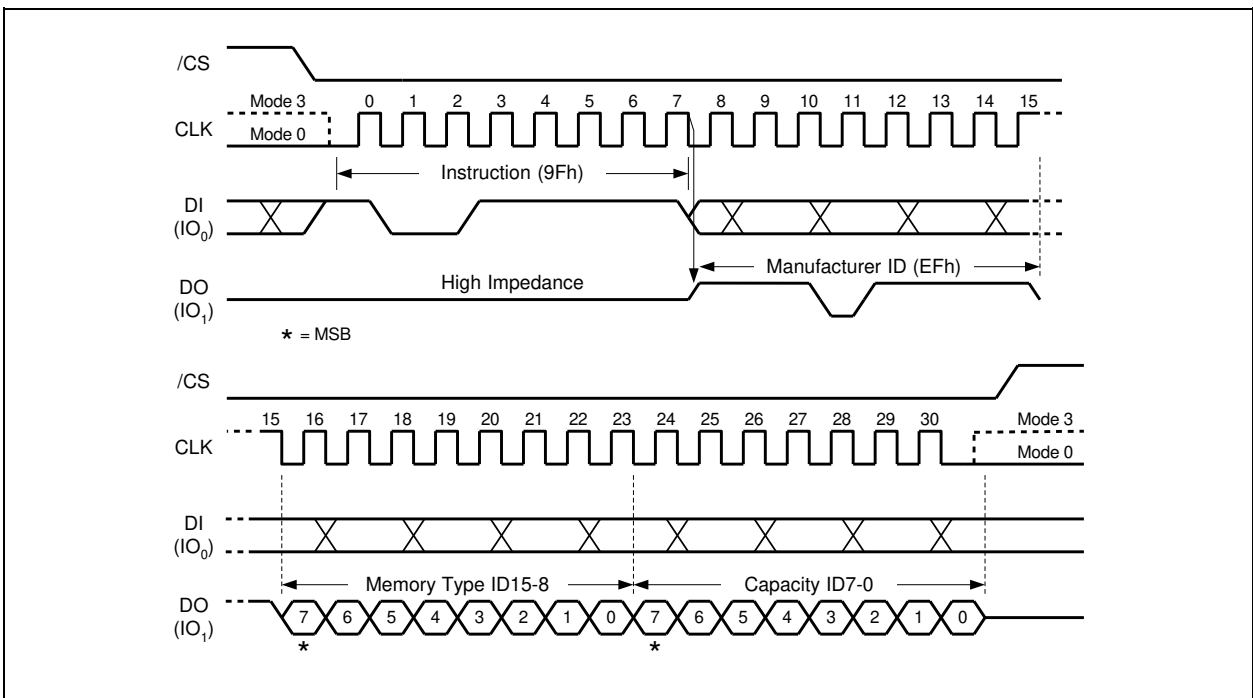 /CS
Mode 3 0 1 2 3 4 5 6 7 8 9 10 11 12 13 14 15
CLK
Mode 0
Instruction (9Fh)
DI
(IO₀)
Manufacturer ID (EFh)
High Impedance
DO
(IO₁)
* = MSB
/CS
15 16 17 18 19 20 21 22 23 24 25 26 27 28 29 30 Mode 3
CLK
Mode 0
DI
(IO₀)
Memory Type ID15-8 Capacity ID7-0
DO
(IO₁)
7 6 5 4 3 2 1 0 7 6 5 4 3 2 1 0
* *